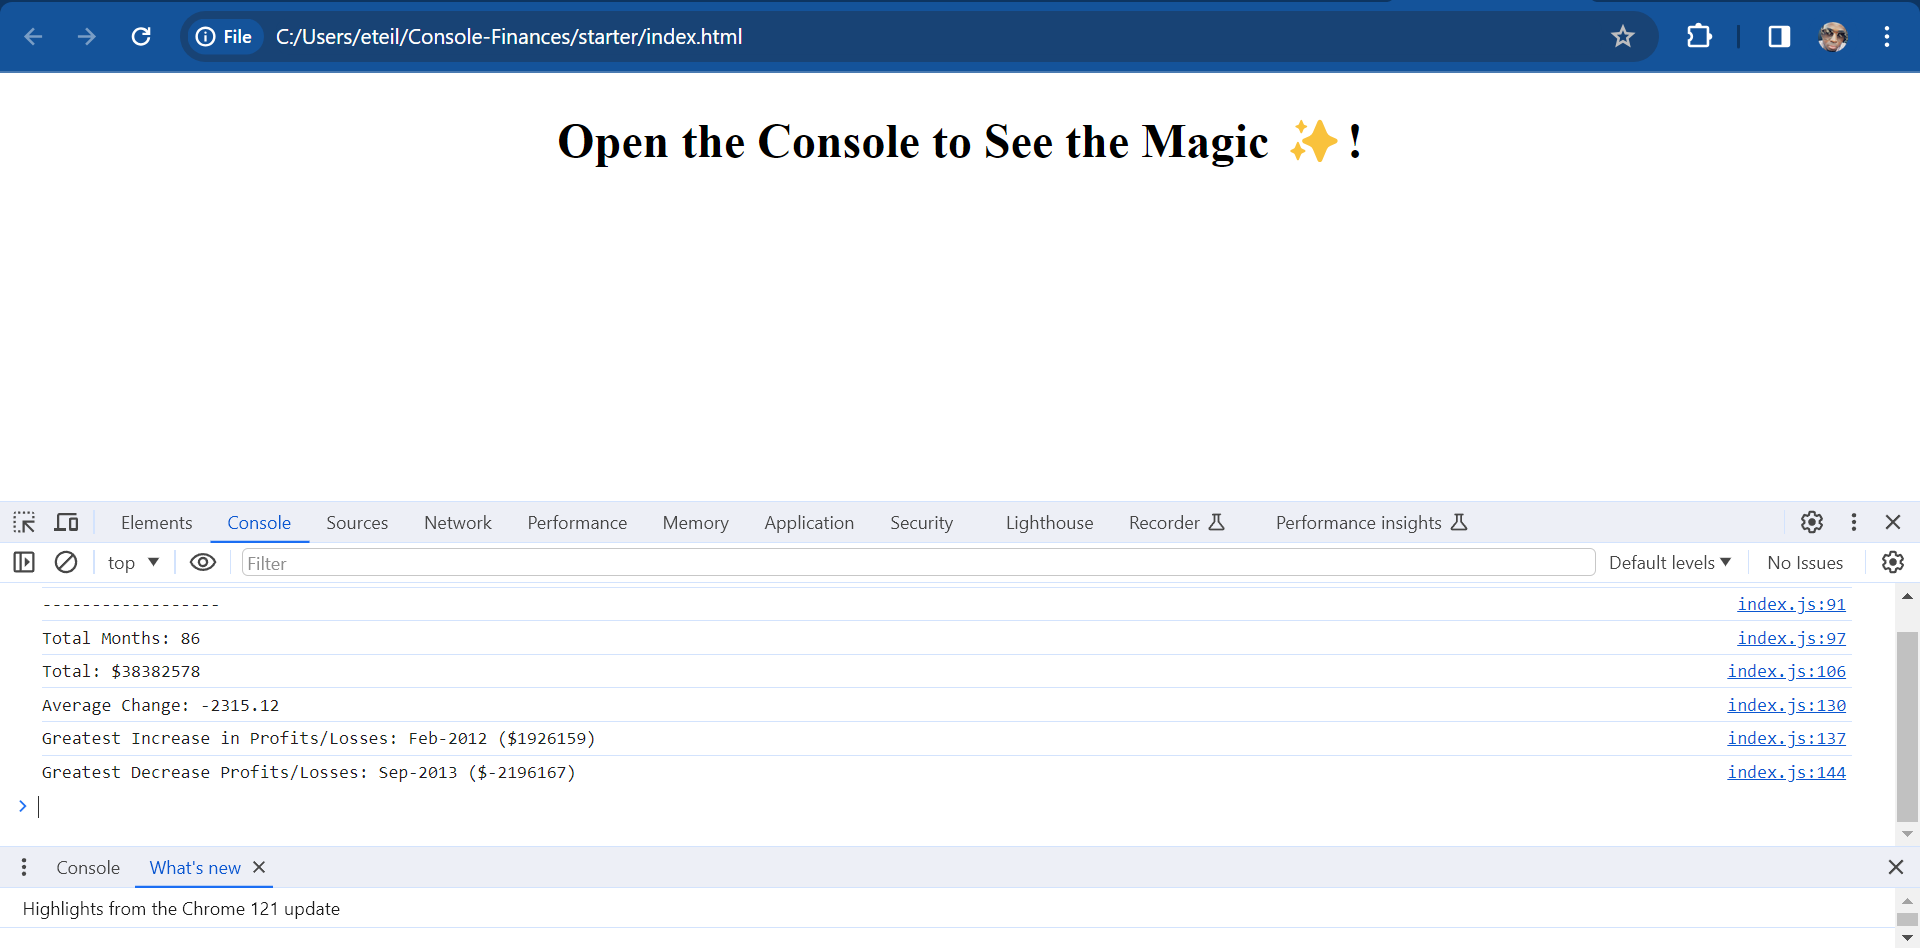 File C:/Users/eteil/Console-Finances/starter/index.html
Open the Console to See the Magic ✨!
Elements Console Sources Network Performance Memory Application Security Lighthouse Recorder Performance insights
top Filter Default levels No Issues
------------------ index.js:91
Total Months: 86 index.js:97
Total: $38382578 index.js:106
Average Change: -2315.12 index.js:130
Greatest Increase in Profits/Losses: Feb-2012 ($1926159) index.js:137
Greatest Decrease Profits/Losses: Sep-2013 ($-2196167) index.js:144
>
Console What's new
Highlights from the Chrome 121 update